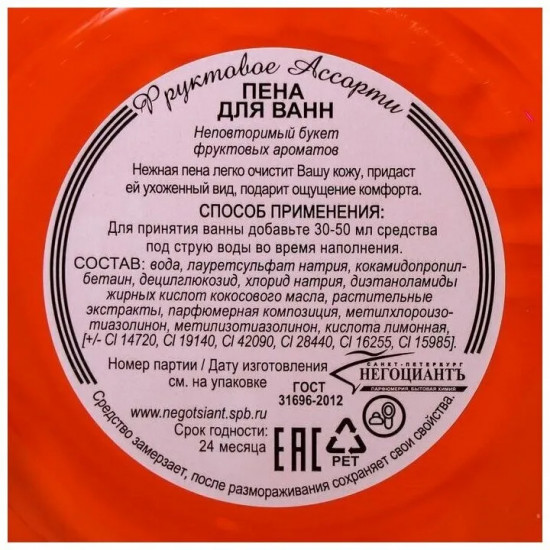 Фруктовое Ассорти
ПЕНА
ДЛЯ ВАНН
Неповторимый букет
фруктовых ароматов
Нежная пена легко очистит Вашу кожу, придаст
ей ухоженный вид, подарит ощущение комфорта.
СПОСОБ ПРИМЕНЕНИЯ:
Для принятия ванны добавьте 30-50 мл средства
под струю воды во время наполнения.
СОСТАВ: вода, лауретсульфат натрия, кокамидопропил-
бетаин, децилглюкозид, хлорид натрия, диэтаноламиды
жирных кислот кокосового масла, растительные
экстракты, парфюмерная композиция, метилхлороизо-
тиазолинон, метилизотиазолинон, кислота лимонная,
[+/- CI 14720, CI 19140, CI 42090, CI 28440, CI 16255, CI 15985].
Номер партии / Дата изготовления
см. на упаковке
САНКТ-ПЕТЕРБУРГ
НЕГОЦИАНТЪ
ПАРФЮМЕРИЯ, БЫТОВАЯ ХИМИЯ
ГОСТ
31696-2012
www.negotsiant.spb.ru
Срок годности:
24 месяца
EAC
PET
Средство замерзает, после размораживания сохраняет свои свойства.